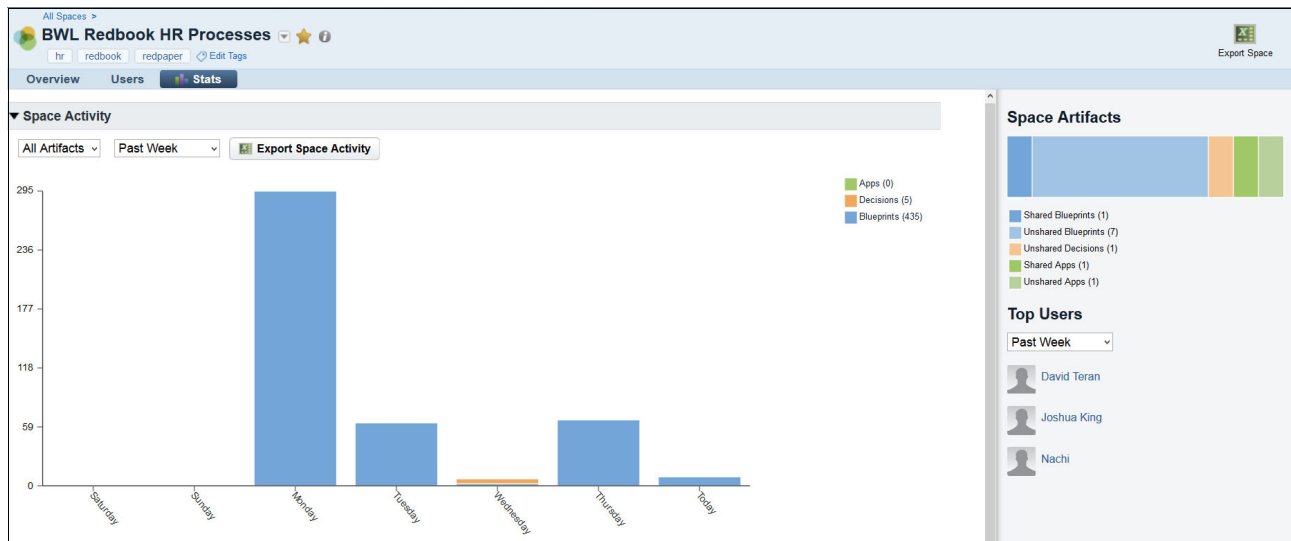 All Spaces >
BWL Redbook HR Processes
hr redbook redpaper Edit Tags
Export Space
Overview Users Stats
Space Activity
All Artifacts Past Week Export Space Activity
295
236
177
118
59
0
Saturday Sunday Monday Tuesday Wednesday Thursday Today
Apps (0)
Decisions (5)
Blueprints (435)
Space Artifacts
Shared Blueprints (1)
Unshared Blueprints (7)
Unshared Decisions (1)
Shared Apps (1)
Unshared Apps (1)
Top Users
Past Week
David Teran
Joshua King
Nachi